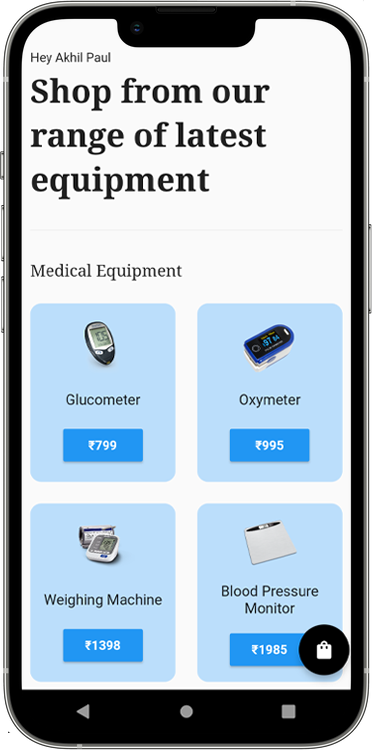 Hey Akhil Paul
Shop from our
range of latest
equipment
Medical Equipment
Glucometer
Oxymeter
₹799
₹995
Weighing Machine
Blood Pressure
Monitor
₹1398
₹1985